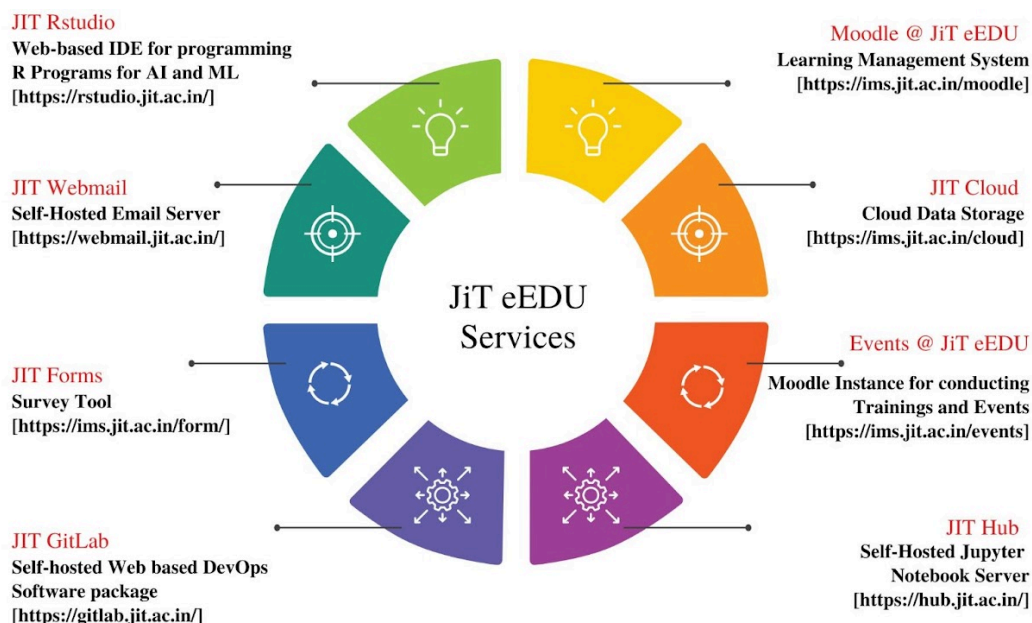 JIT Rstudio
Web-based IDE for programming
R Programs for AI and ML
[https://rstudio.jit.ac.in/]
Moodle @ JiT eEDU
Learning Management System
[https://ims.jit.ac.in/moodle]
JIT Webmail
Self-Hosted Email Server
[https://webmail.jit.ac.in/]
JIT Cloud
Cloud Data Storage
[https://ims.jit.ac.in/cloud]
JiT eEDU
Services
JIT Forms
Survey Tool
[https://ims.jit.ac.in/form/]
Events @ JiT eEDU
Moodle Instance for conducting
Trainings and Events
[https://ims.jit.ac.in/events]
JIT GitLab
Self-hosted Web based DevOps
Software package
[https://gitlab.jit.ac.in/]
JIT Hub
Self-Hosted Jupyter
Notebook Server
[https://hub.jit.ac.in/]